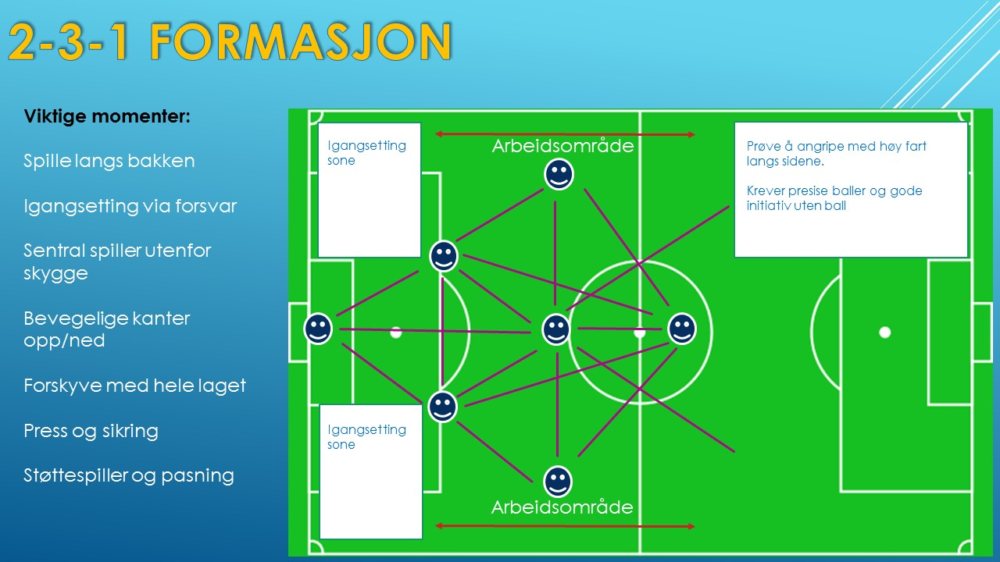 2-3-1 FORMASJON
Viktige momenter:
Spille langs bakken
Igangsetting via forsvar
Sentral spiller utenfor
skygge
Bevegelige kanter
opp/ned
Forskyve med hele laget
Press og sikring
Støttespiller og pasning
Igangsetting
sone
Arbeidsområde
Prøve å angripe med høy fart
langs sidene.
Krever presise baller og gode
initiativ uten ball
Igangsetting
sone
Arbeidsområde